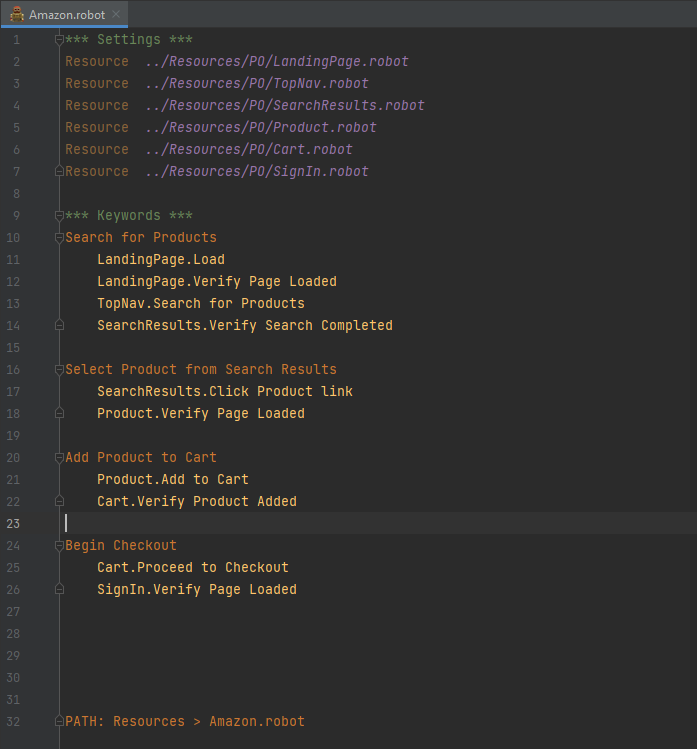 Amazon.robot
1 *** Settings ***
2 Resource  ../Resources/PO/LandingPage.robot
3 Resource  ../Resources/PO/TopNav.robot
4 Resource  ../Resources/PO/SearchResults.robot
5 Resource  ../Resources/PO/Product.robot
6 Resource  ../Resources/PO/Cart.robot
7 Resource  ../Resources/PO/SignIn.robot
8
9 *** Keywords ***
10 Search for Products
11     LandingPage.Load
12     LandingPage.Verify Page Loaded
13     TopNav.Search for Products
14     SearchResults.Verify Search Completed
15
16 Select Product from Search Results
17     SearchResults.Click Product link
18     Product.Verify Page Loaded
19
20 Add Product to Cart
21     Product.Add to Cart
22     Cart.Verify Product Added
23
24 Begin Checkout
25     Cart.Proceed to Checkout
26     SignIn.Verify Page Loaded
27
28
29
30
31
32 PATH: Resources > Amazon.robot